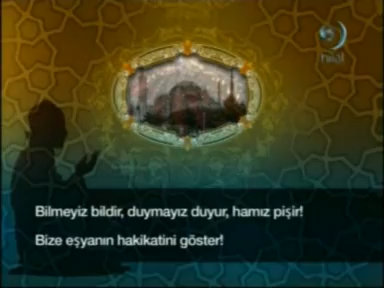 Bilmeyiz bildir, duymayız duyur, hamız pişir!
Bize eşyanın hakikatini göster!